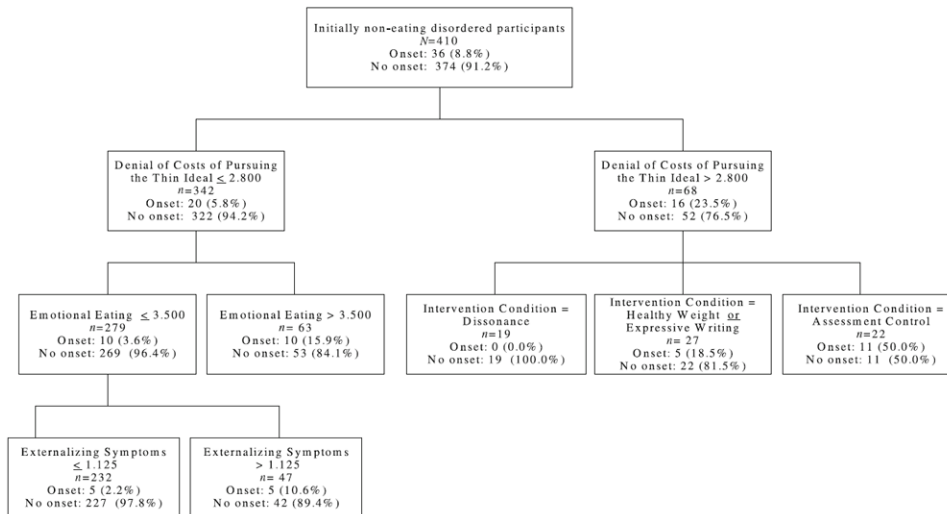 Initially non-eating disordered participants
N=410
Onset: 36 (8.8%)
No onset: 374 (91.2%)
Denial of Costs of Pursuing
the Thin Ideal ≤ 2.800
n=342
Onset: 20 (5.8%)
No onset: 322 (94.2%)
Denial of Costs of Pursuing
the Thin Ideal > 2.800
n=68
Onset: 16 (23.5%)
No onset: 52 (76.5%)
Emotional Eating ≤ 3.500
n=279
Onset: 10 (3.6%)
No onset: 269 (96.4%)
Emotional Eating > 3.500
n= 63
Onset: 10 (15.9%)
No onset: 53 (84.1%)
Intervention Condition =
Dissonance
n=19
Onset: 0 (0.0%)
No onset: 19 (100.0%)
Intervention Condition =
Healthy Weight or
Expressive Writing
n= 27
Onset: 5 (18.5%)
No onset: 22 (81.5%)
Intervention Condition =
Assessment Control
n=22
Onset: 11 (50.0%)
No onset: 11 (50.0%)
Externalizing Symptoms
≤ 1.125
n=232
Onset: 5 (2.2%)
No onset: 227 (97.8%)
Externalizing Symptoms
> 1.125
n= 47
Onset: 5 (10.6%)
No onset: 42 (89.4%)